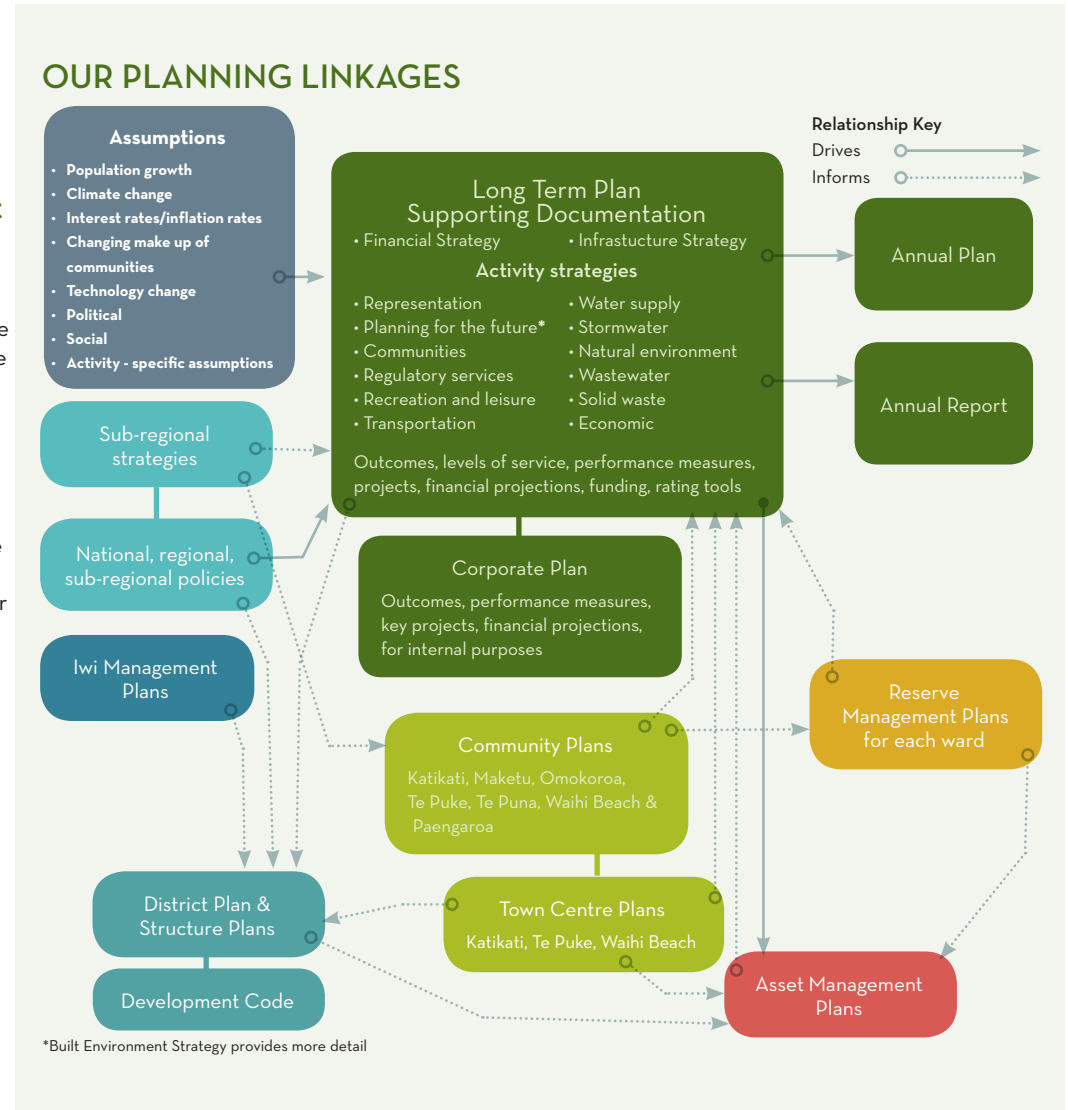 OUR PLANNING LINKAGES
Assumptions
• Population growth
• Climate change
• Interest rates/inflation rates
• Changing make up of
communities
• Technology change
• Political
• Social
• Activity - specific assumptions
Relationship Key
Drives
Informs
Long Term Plan
Supporting Documentation
• Financial Strategy
• Infrastucture Strategy
Activity strategies
• Representation
• Planning for the future*
• Communities
• Regulatory services
• Recreation and leisure
• Transportation
• Water supply
• Stormwater
• Natural environment
• Wastewater
• Solid waste
• Economic
Outcomes, levels of service, performance measures,
projects, financial projections, funding, rating tools
Annual Plan
Annual Report
Sub-regional
strategies
National, regional,
sub-regional policies
Corporate Plan
Outcomes, performance measures,
key projects, financial projections,
for internal purposes
Iwi Management
Plans
Reserve
Management Plans
for each ward
Community Plans
Katikati, Maketu, Omokoroa,
Te Puke, Te Puna, Waihi Beach &
Paengaroa
District Plan &
Structure Plans
Town Centre Plans
Katikati, Te Puke, Waihi Beach
Development Code
Asset Management
Plans
*Built Environment Strategy provides more detail